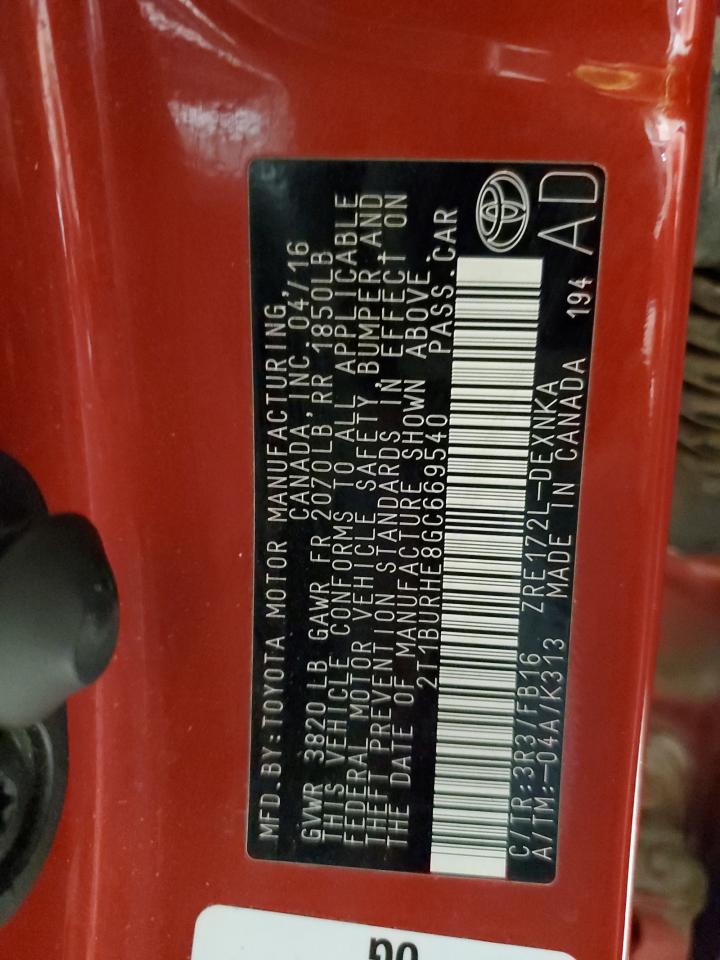 MFD.BY:TOYOTA MOTOR MANUFACTURING,
CANADA, INC. 04/16
GVWR 3820 LB GAWR FR 2070LB RR 1850LB
THIS VEHICLE CONFORMS TO ALL APPLICABLE
FEDERAL MOTOR VEHICLE SAFETY, BUMPER, AND
THEFT PREVENTION STANDARDS IN EFFECT ON
THE DATE OF MANUFACTURE SHOWN ABOVE.
2T1BURHE8GC669540 PASS.CAR
C/TR:3R3/FB16 ZRE172L-DEXNKA
A/TM:-04A/K313 MADE IN CANADA 194
AD